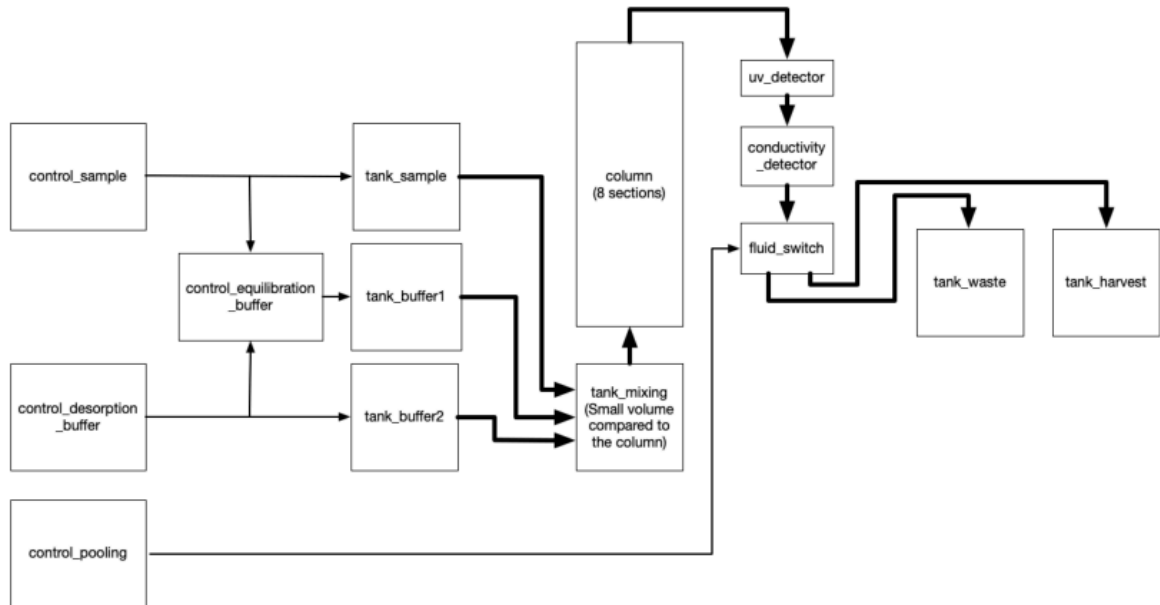 control_sample
tank_sample
control_equilibration
_buffer
tank_buffer1
control_desorption
_buffer
tank_buffer2
control_pooling
tank_mixing
(Small volume
compared to
the column)
column
(8 sections)
uv_detector
conductivity
_detector
fluid_switch
tank_waste
tank_harvest